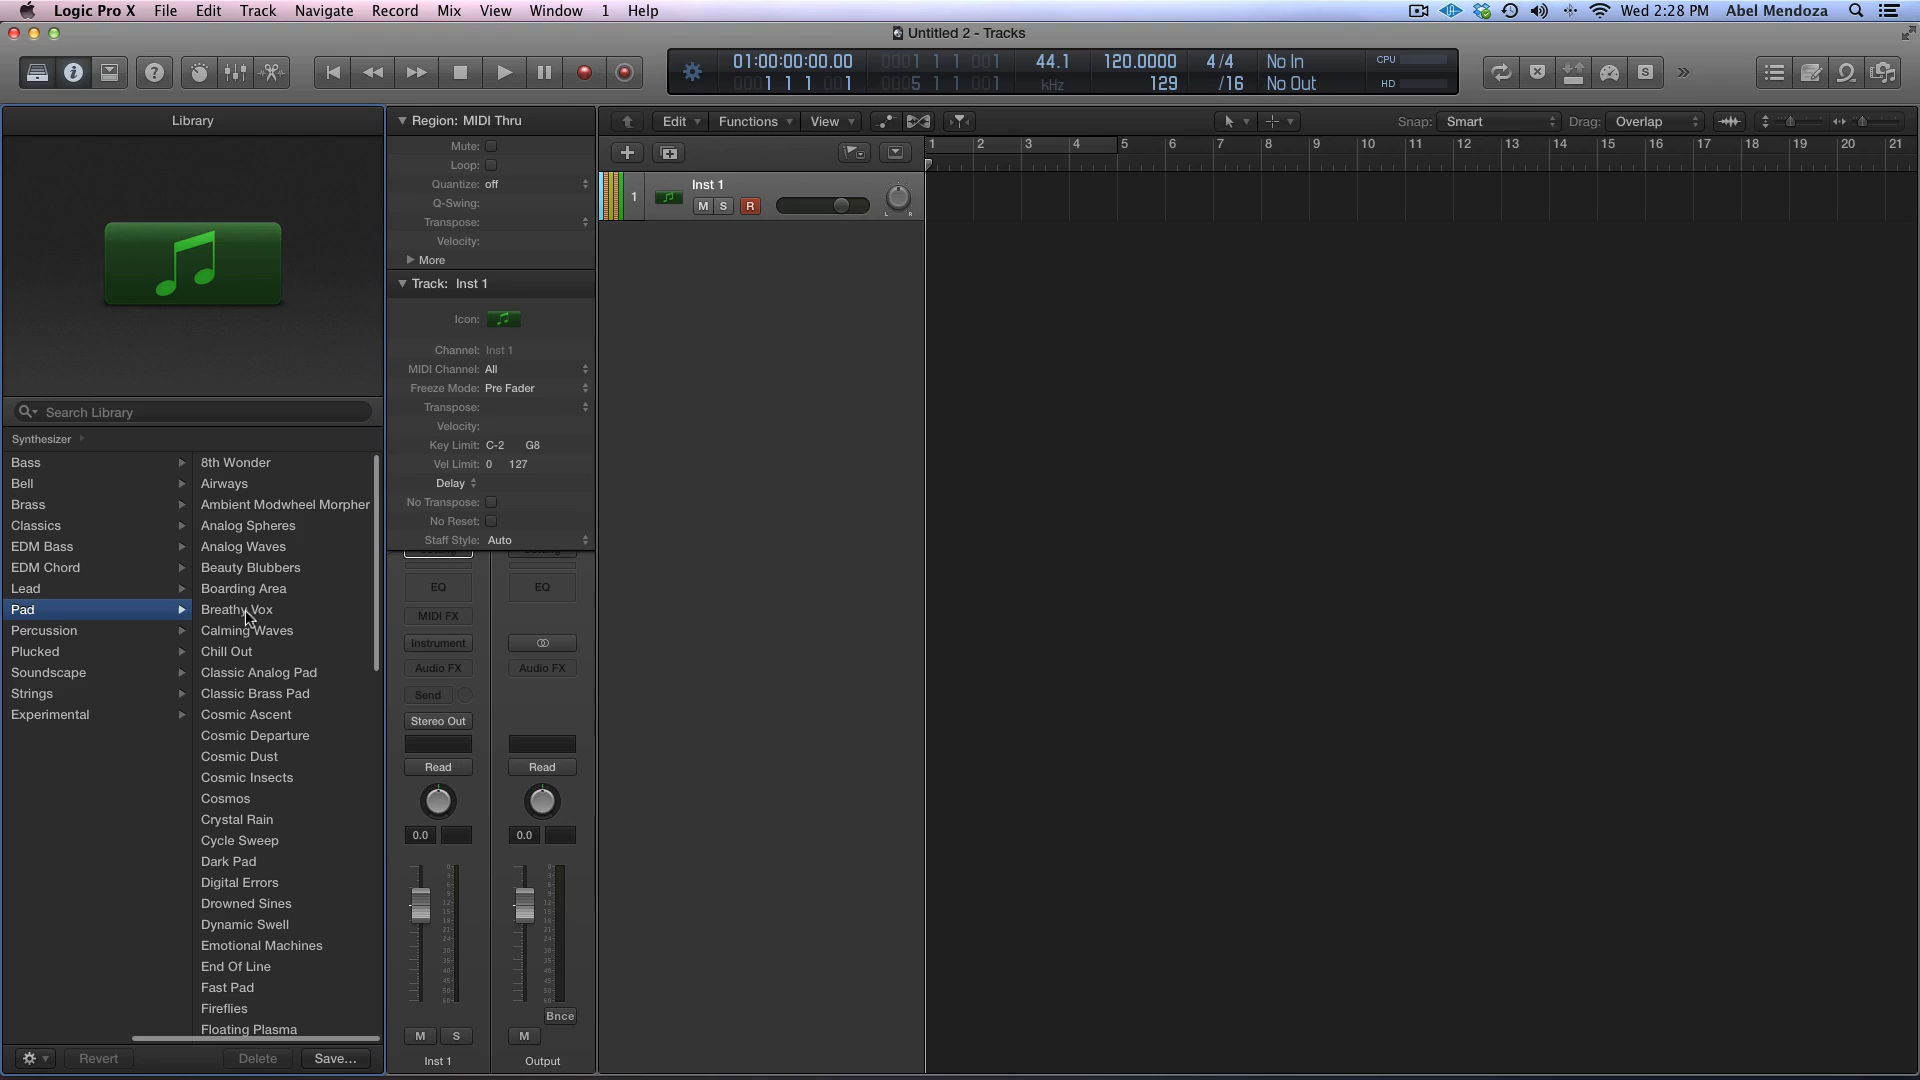 Logic Pro X File Edit Track Navigate Record Mix View Window 1 Help
Wed 2:28 PM Abel Mendoza
Untitled 2 - Tracks
01:00:00:00.00 0001 1 1 001 44.1 120.0000 4/4 No In CPU
0001 1 1 001 0005 1 1 001 kHz 129 /16 No Out HD
S
Library
Search Library
Synthesizer
Bass
Bell
Brass
Classics
EDM Bass
EDM Chord
Lead
Pad
Percussion
Plucked
Soundscape
Strings
Experimental
8th Wonder
Airways
Ambient Modwheel Morpher
Analog Spheres
Analog Waves
Beauty Blubbers
Boarding Area
Breathy Vox
Calming Waves
Chill Out
Classic Analog Pad
Classic Brass Pad
Cosmic Ascent
Cosmic Departure
Cosmic Dust
Cosmic Insects
Cosmos
Crystal Rain
Cycle Sweep
Dark Pad
Digital Errors
Drowned Sines
Dynamic Swell
Emotional Machines
End Of Line
Fast Pad
Fireflies
Floating Plasma
Revert Delete Save...
Region: MIDI Thru
Mute:
Loop:
Quantize: off
Q-Swing:
Transpose:
Velocity:
More
Track: Inst 1
Icon:
Channel: Inst 1
MIDI Channel: All
Freeze Mode: Pre Fader
Transpose:
Velocity:
Key Limit: C-2 G8
Vel Limit: 0 127
Delay
No Transpose:
No Reset:
Staff Style: Auto
EQ EQ
MIDI FX
Instrument
Audio FX Audio FX
Send
Stereo Out
Read Read
0.0 0.0
Bnce
M S M
Inst 1 Output
Edit Functions View Snap: Smart Drag: Overlap
1 2 3 4 5 6 7 8 9 10 11 12 13 14 15 16 17 18 19 20 21
1 Inst 1
M S R
L R